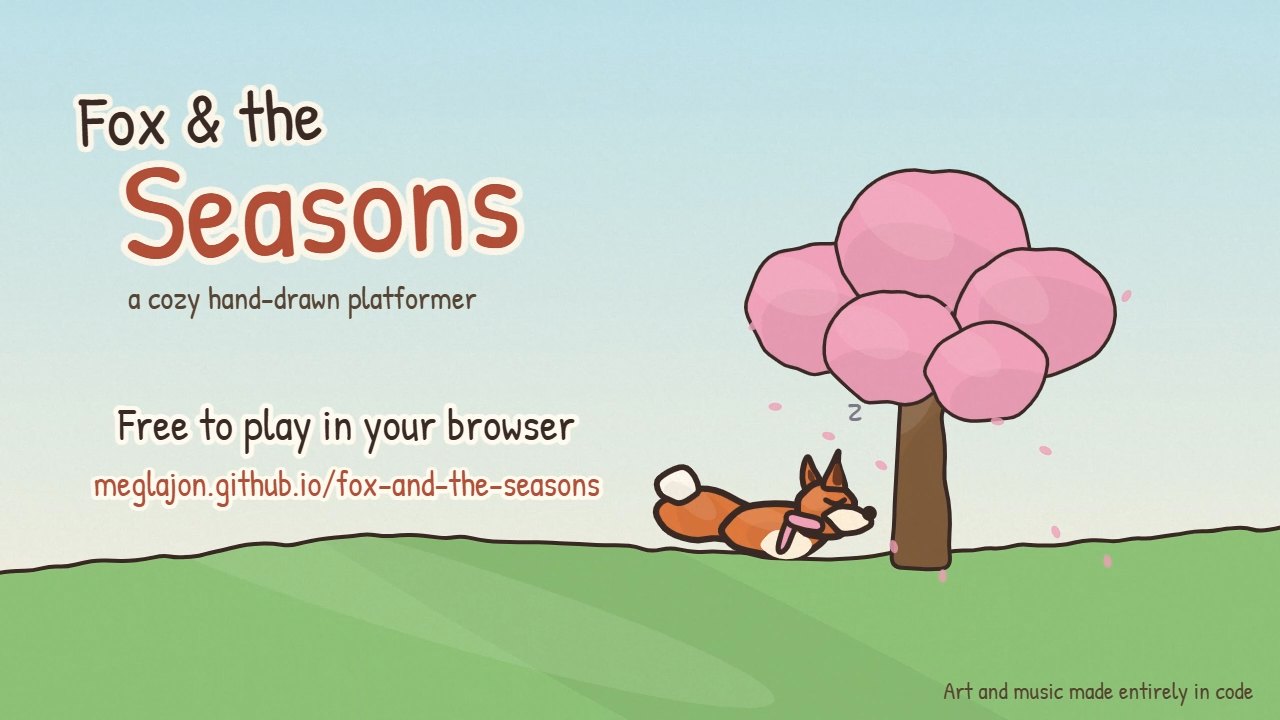 Fox & the
Seasons
a cozy hand-drawn platformer
Free to play in your browser
meglajon.github.io/fox-and-the-seasons
z
Art and music made entirely in code